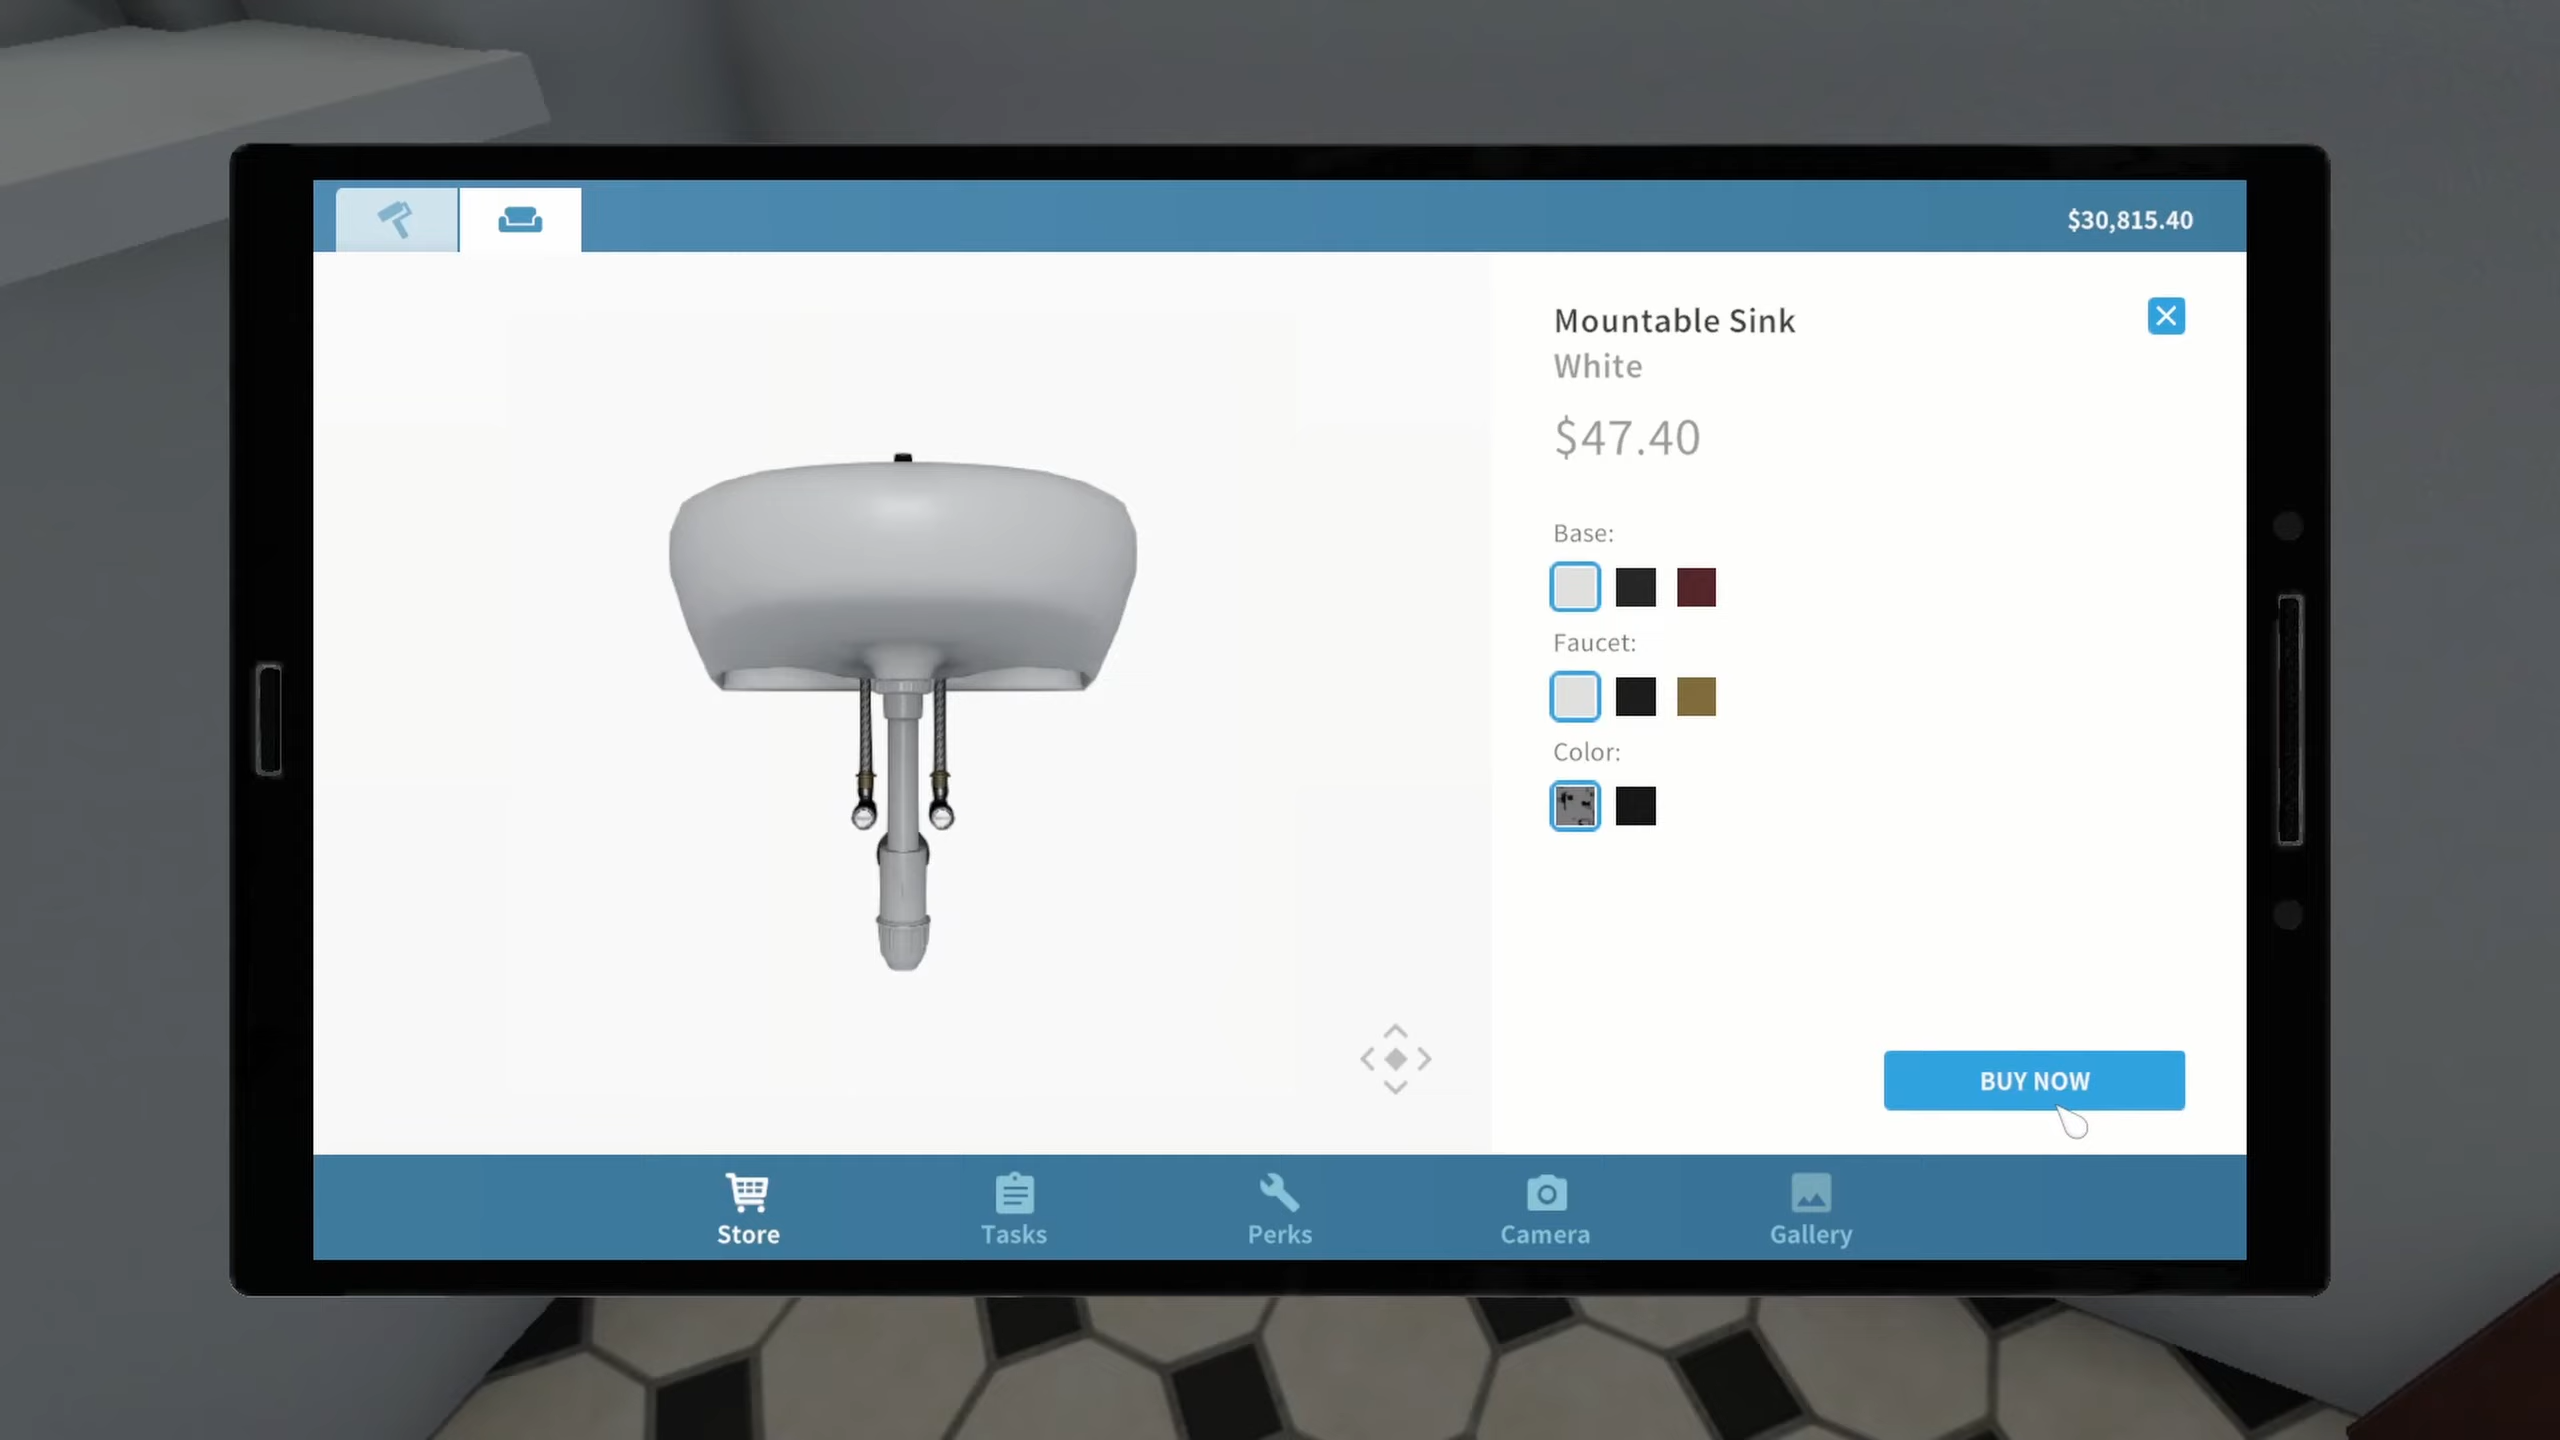 $30,815.40
Mountable Sink
White
$47.40
Base:
Faucet:
Color:
BUY NOW
Store
Tasks
Perks
Camera
Gallery